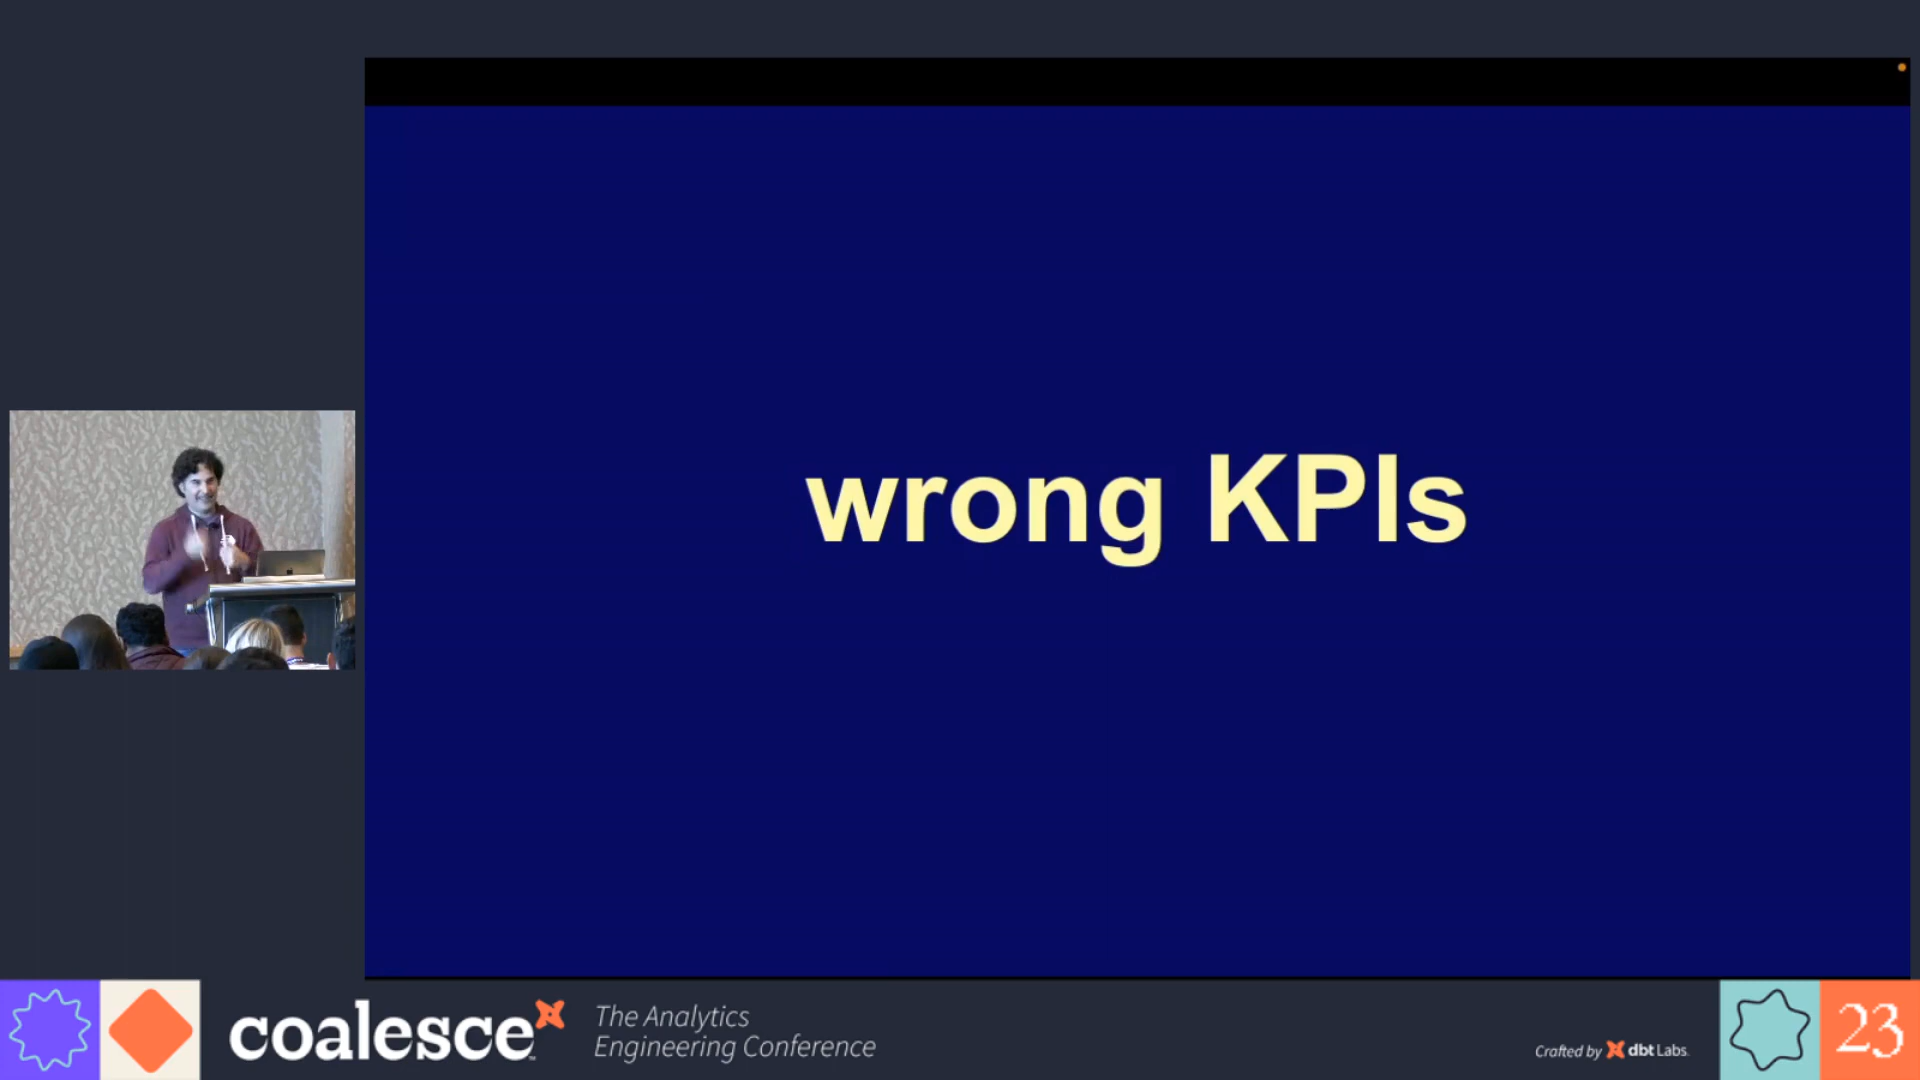 wrong KPIs
coalesce
The Analytics
Engineering Conference
Crafted by dbt Labs
23